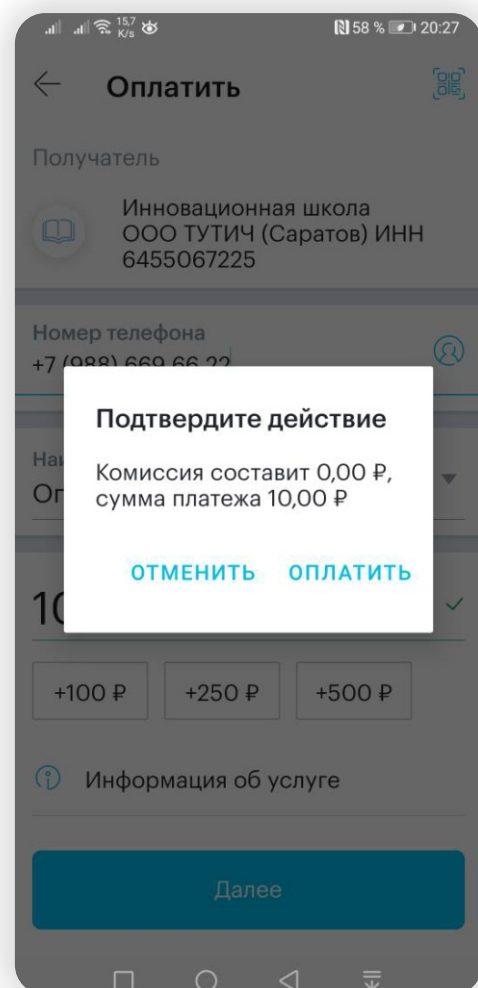 15,7
K/s
58 % 20:27
Оплатить
Получатель
Инновационная школа
ООО ТУТИЧ (Саратов) ИНН
6455067225
Номер телефона
+7 (988) 669 66 22
Подтвердите действие
Комиссия составит 0,00 ₽,
сумма платежа 10,00 ₽
ОТМЕНИТЬ ОПЛАТИТЬ
+100 ₽ +250 ₽ +500 ₽
Информация об услуге
Далее